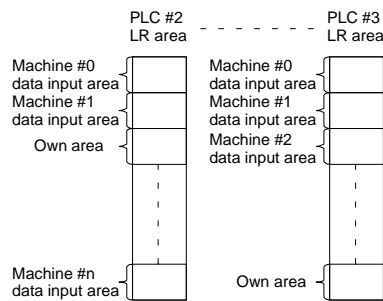 PLC #2
LR area
Machine #0
data input area
Machine #1
data input area
Own area
Machine #n
data input area
PLC #3
LR area
Machine #0
data input area
Machine #1
data input area
Machine #2
data input area
Own area